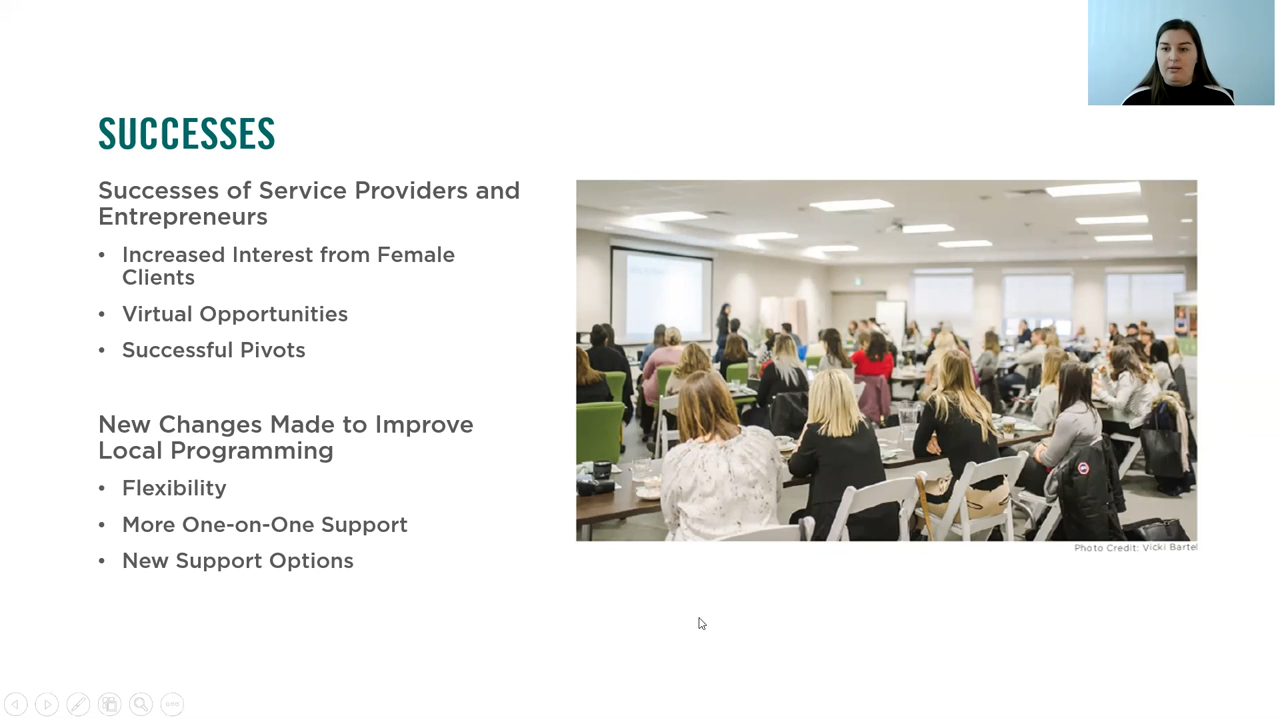 SUCCESSES
Successes of Service Providers and
Entrepreneurs
• Increased Interest from Female
Clients
• Virtual Opportunities
• Successful Pivots
New Changes Made to Improve
Local Programming
• Flexibility
• More One-on-One Support
• New Support Options
Photo Credit: Vicki Bartel